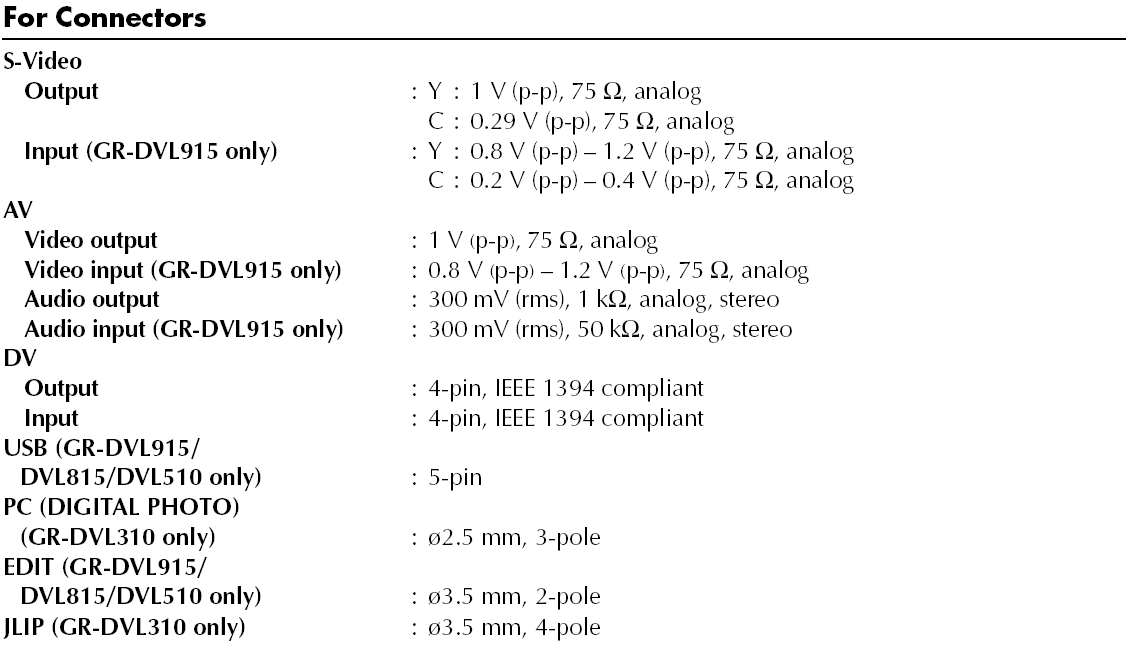 For Connectors
S-Video
Output : Y : 1 V (p-p), 75 Ω, analog
C : 0.29 V (p-p), 75 Ω, analog
Input (GR-DVL915 only) : Y : 0.8 V (p-p) – 1.2 V (p-p), 75 Ω, analog
C : 0.2 V (p-p) – 0.4 V (p-p), 75 Ω, analog
AV
Video output : 1 V (p-p), 75 Ω, analog
Video input (GR-DVL915 only) : 0.8 V (p-p) – 1.2 V (p-p), 75 Ω, analog
Audio output : 300 mV (rms), 1 kΩ, analog, stereo
Audio input (GR-DVL915 only) : 300 mV (rms), 50 kΩ, analog, stereo
DV
Output : 4-pin, IEEE 1394 compliant
Input : 4-pin, IEEE 1394 compliant
USB (GR-DVL915/
DVL815/DVL510 only) : 5-pin
PC (DIGITAL PHOTO)
(GR-DVL310 only) : ø2.5 mm, 3-pole
EDIT (GR-DVL915/
DVL815/DVL510 only) : ø3.5 mm, 2-pole
JLIP (GR-DVL310 only) : ø3.5 mm, 4-pole